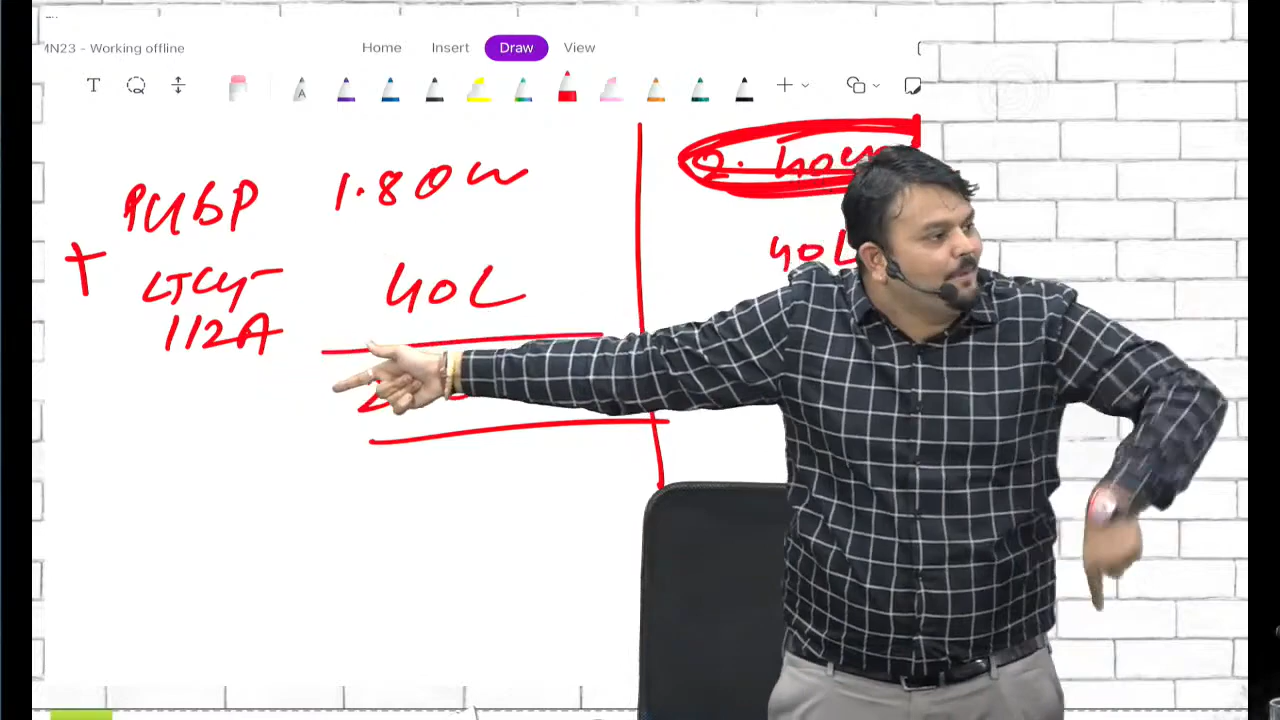 MN23 - Working offline
Home Insert Draw View
T
A
PGBP 1.80 cr
+ LTCG 40L
112A
40L